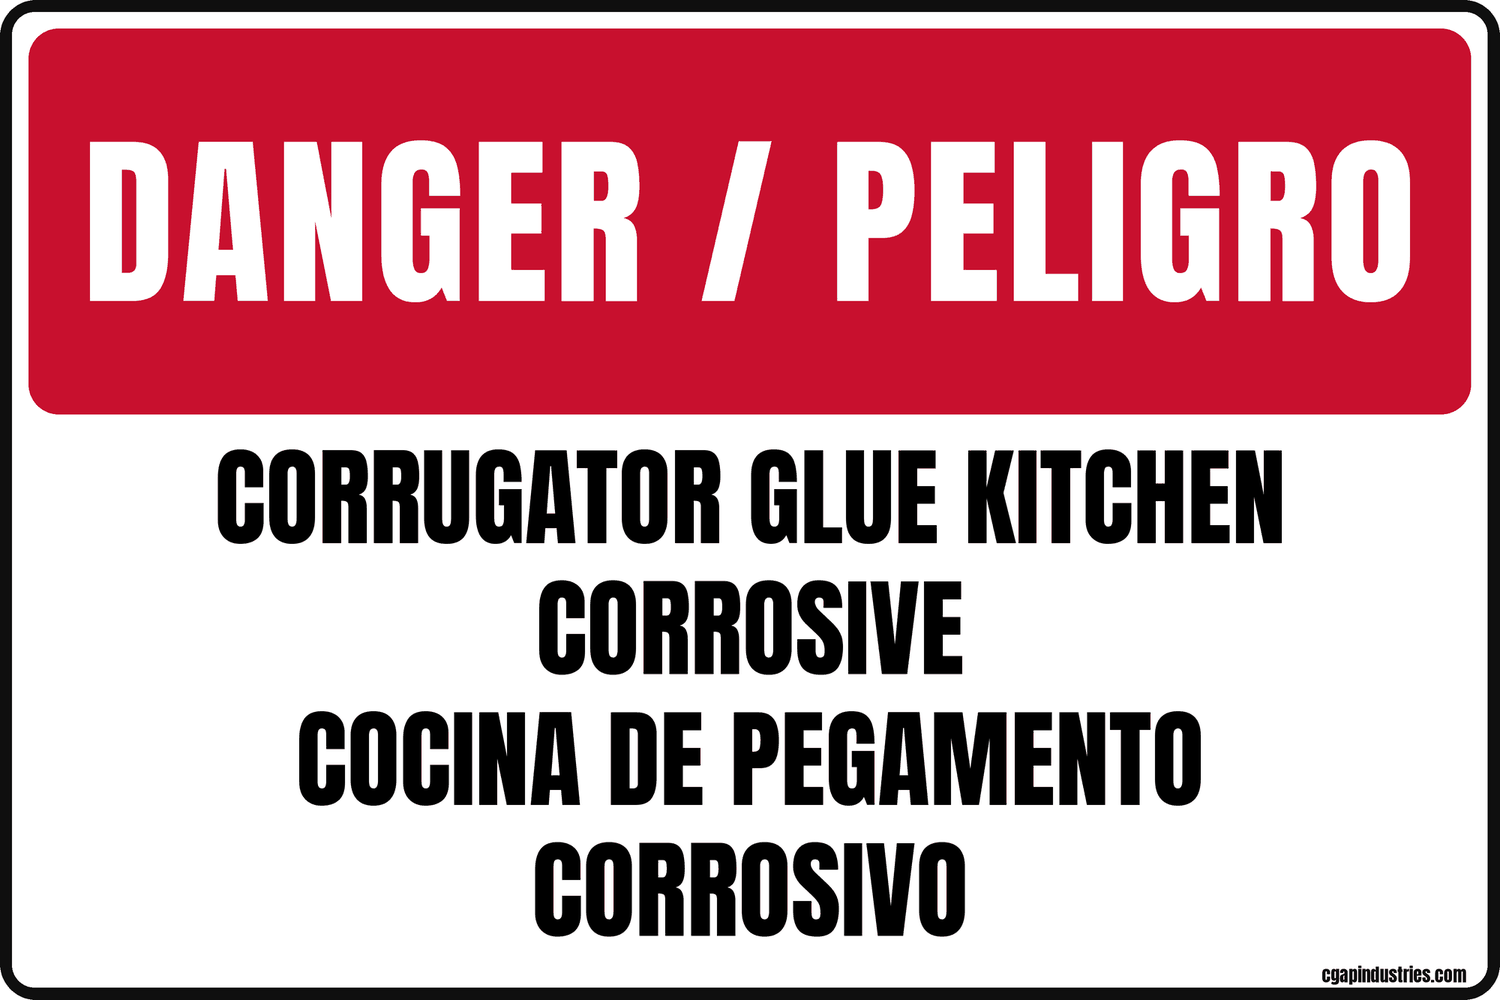 DANGER / PELIGRO
CORRUGATOR GLUE KITCHEN
CORROSIVE
COCINA DE PEGAMENTO
CORROSIVO
cgapindustries.com